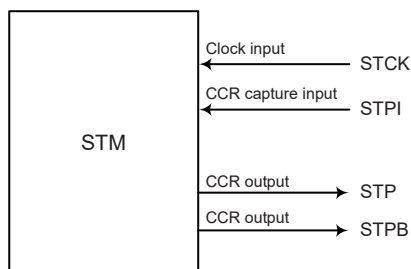 Clock input
STCK
CCR capture input
STPI
STM
CCR output
STP
CCR output
STPB